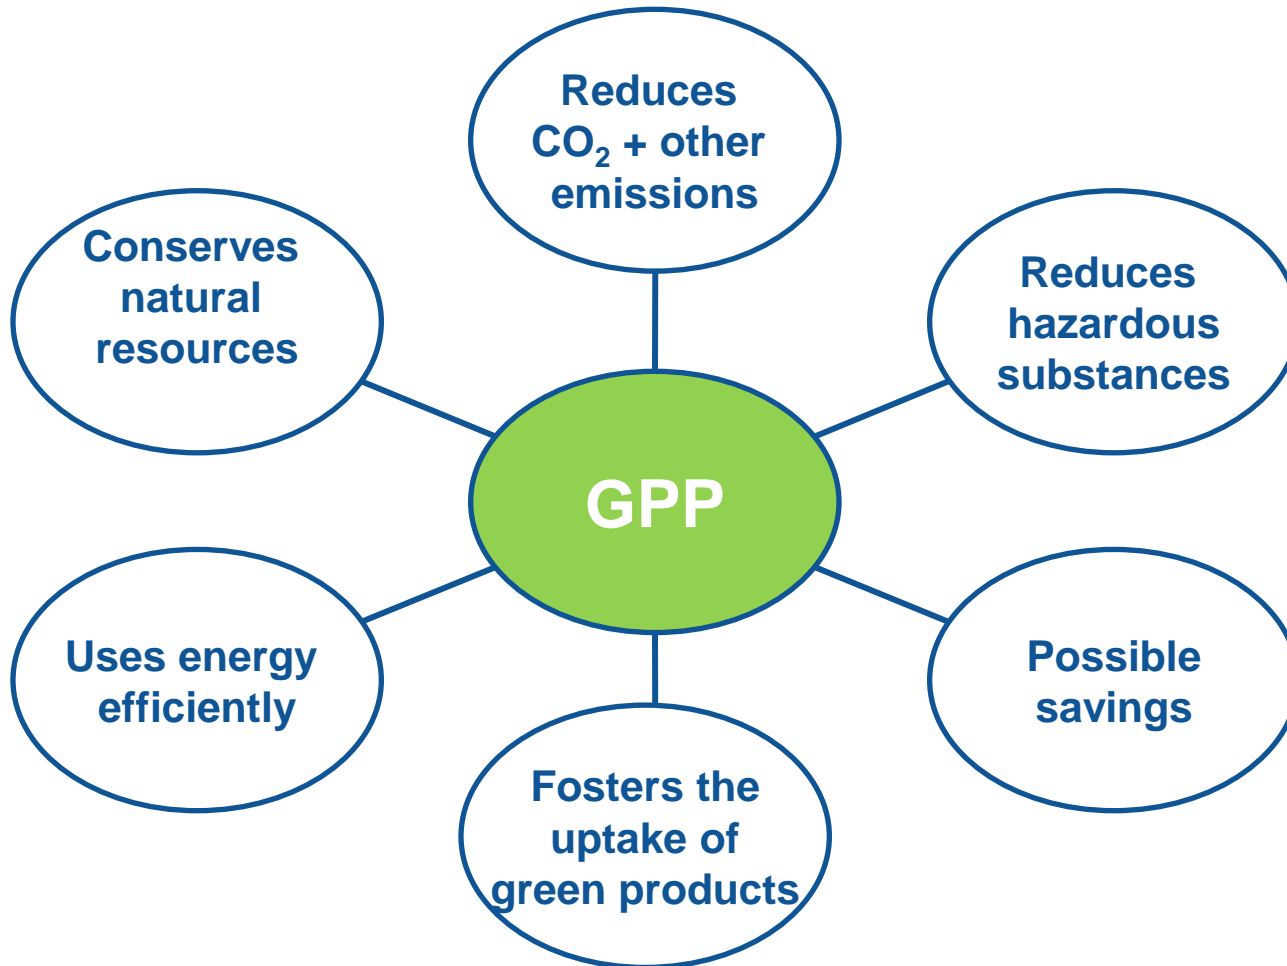 Reduces
CO₂ + other
emissions
Conserves
natural
resources
Reduces
hazardous
substances
GPP
Uses energy
efficiently
Possible
savings
Fosters the
uptake of
green products